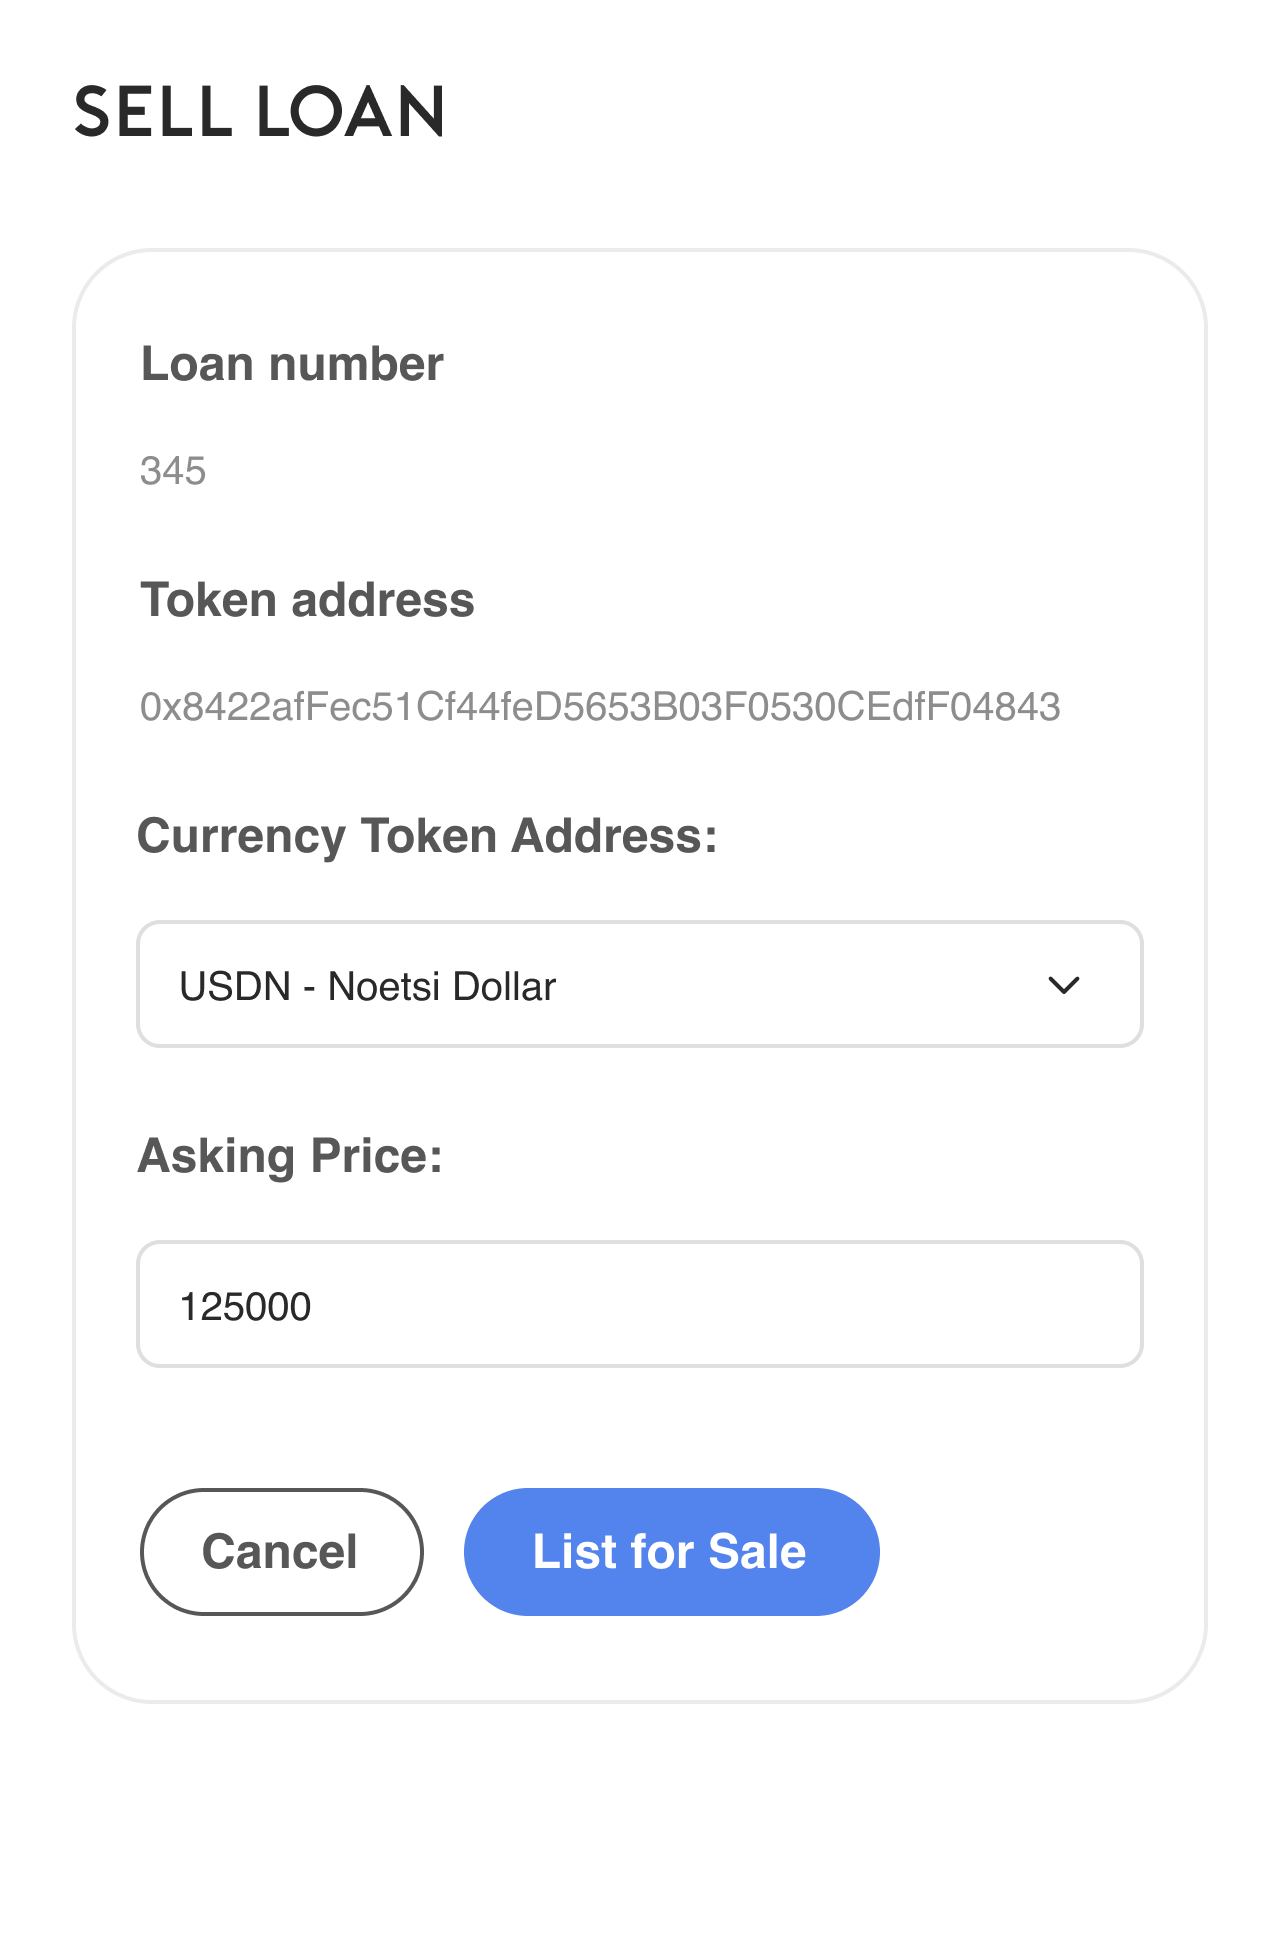 SELL LOAN
Loan number
345
Token address
0x8422afFec51Cf44feD5653B03F0530CEdfF04843
Currency Token Address:
USDN - Noetsi Dollar
Asking Price:
125000
Cancel
List for Sale